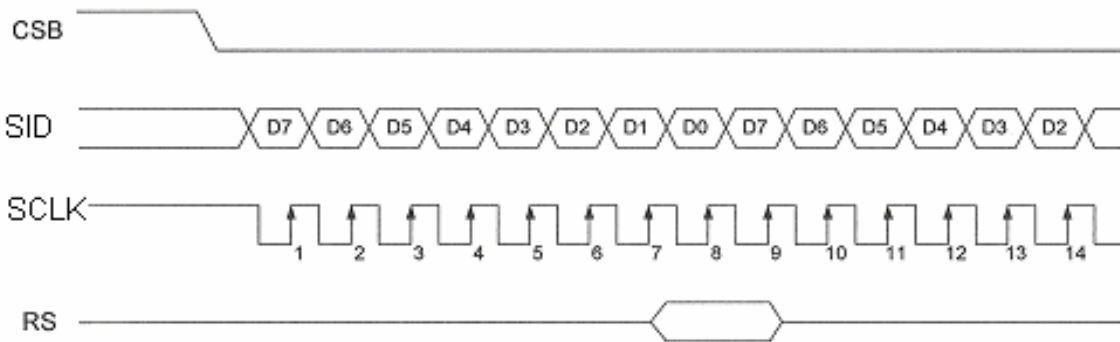 CSB
SID D7 D6 D5 D4 D3 D2 D1 D0 D7 D6 D5 D4 D3 D2
SCLK
1 2 3 4 5 6 7 8 9 10 11 12 13 14
RS